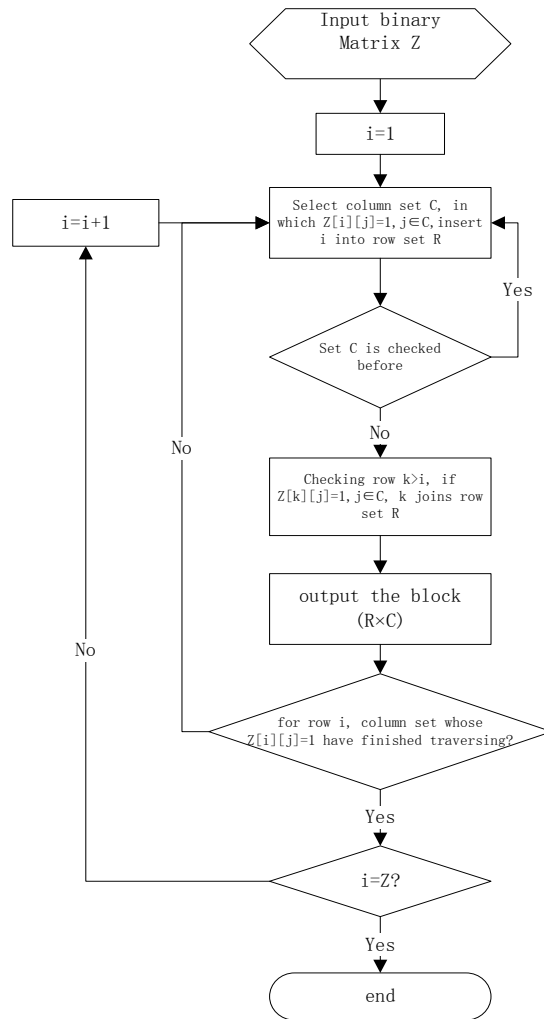 Input binary
Matrix Z
i=1
i=i+1
Select column set C, in
which Z[i][j]=1,j∈C,insert
i into row set R
Yes
Set C is checked
before
No
No
Checking row k>i, if
Z[k][j]=1,j∈C, k joins row
set R
output the block
(R×C)
No
for row i, column set whose
Z[i][j]=1 have finished traversing?
Yes
i=Z?
Yes
end